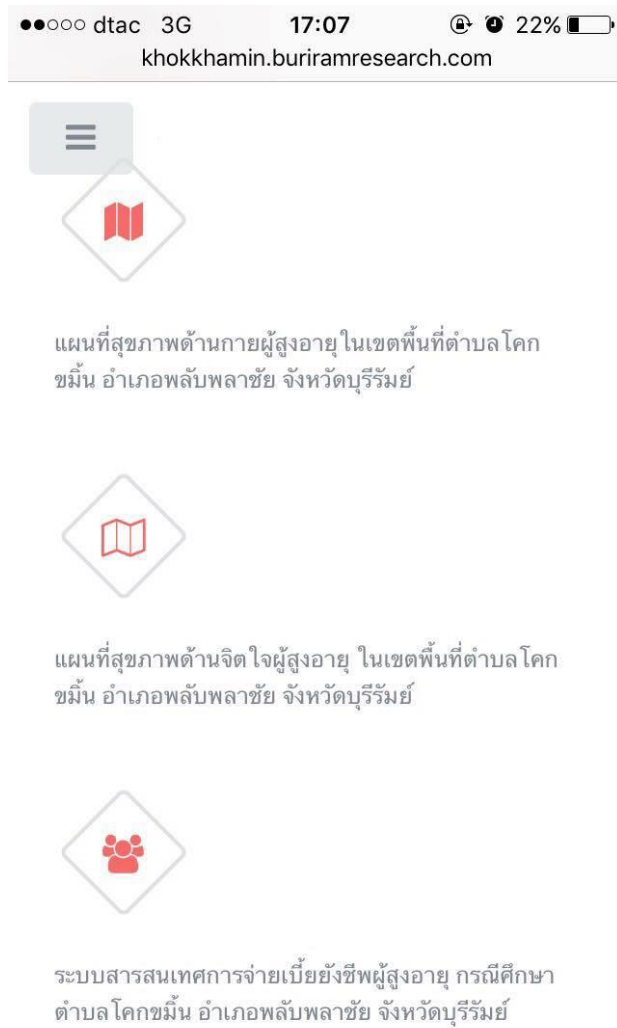 dtac 3G 17:07 22%
khokkhamin.buriramresearch.com
แผนที่สุขภาพด้านกายผู้สูงอายุในเขตพื้นที่ตำบลโคก
ขมิ้น อำเภอพลับพลาชัย จังหวัดบุรีรัมย์
แผนที่สุขภาพด้านจิตใจผู้สูงอายุ ในเขตพื้นที่ตำบลโคก
ขมิ้น อำเภอพลับพลาชัย จังหวัดบุรีรัมย์
ระบบสารสนเทศการจ่ายเบี้ยยังชีพผู้สูงอายุ กรณีศึกษา
ตำบลโคกขมิ้น อำเภอพลับพลาชัย จังหวัดบุรีรัมย์